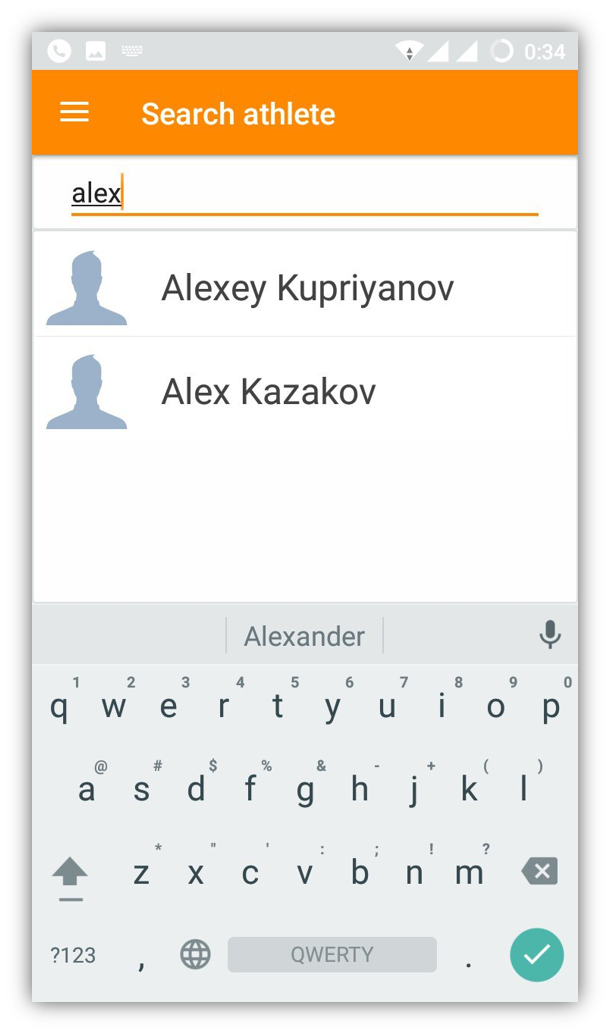 0:34
Search athlete
alex
Alexey Kupriyanov
Alex Kazakov
Alexander
1 2 3 4 5 6 7 8 9 0
q w e r t y u i o p
@ # $ % & - + ( )
a s d f g h j k l
* " ' : ; ! ?
z x c v b n m
?123 , QWERTY .